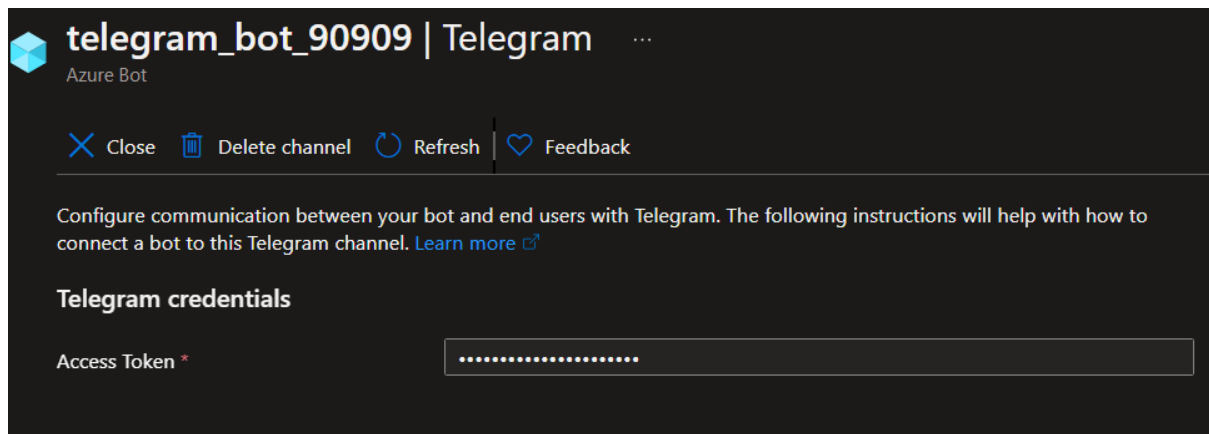 telegram_bot_90909 | Telegram ...
Azure Bot
Close Delete channel Refresh Feedback
Configure communication between your bot and end users with Telegram. The following instructions will help with how to
connect a bot to this Telegram channel. Learn more
Telegram credentials
Access Token * ••••••••••••••••••••••